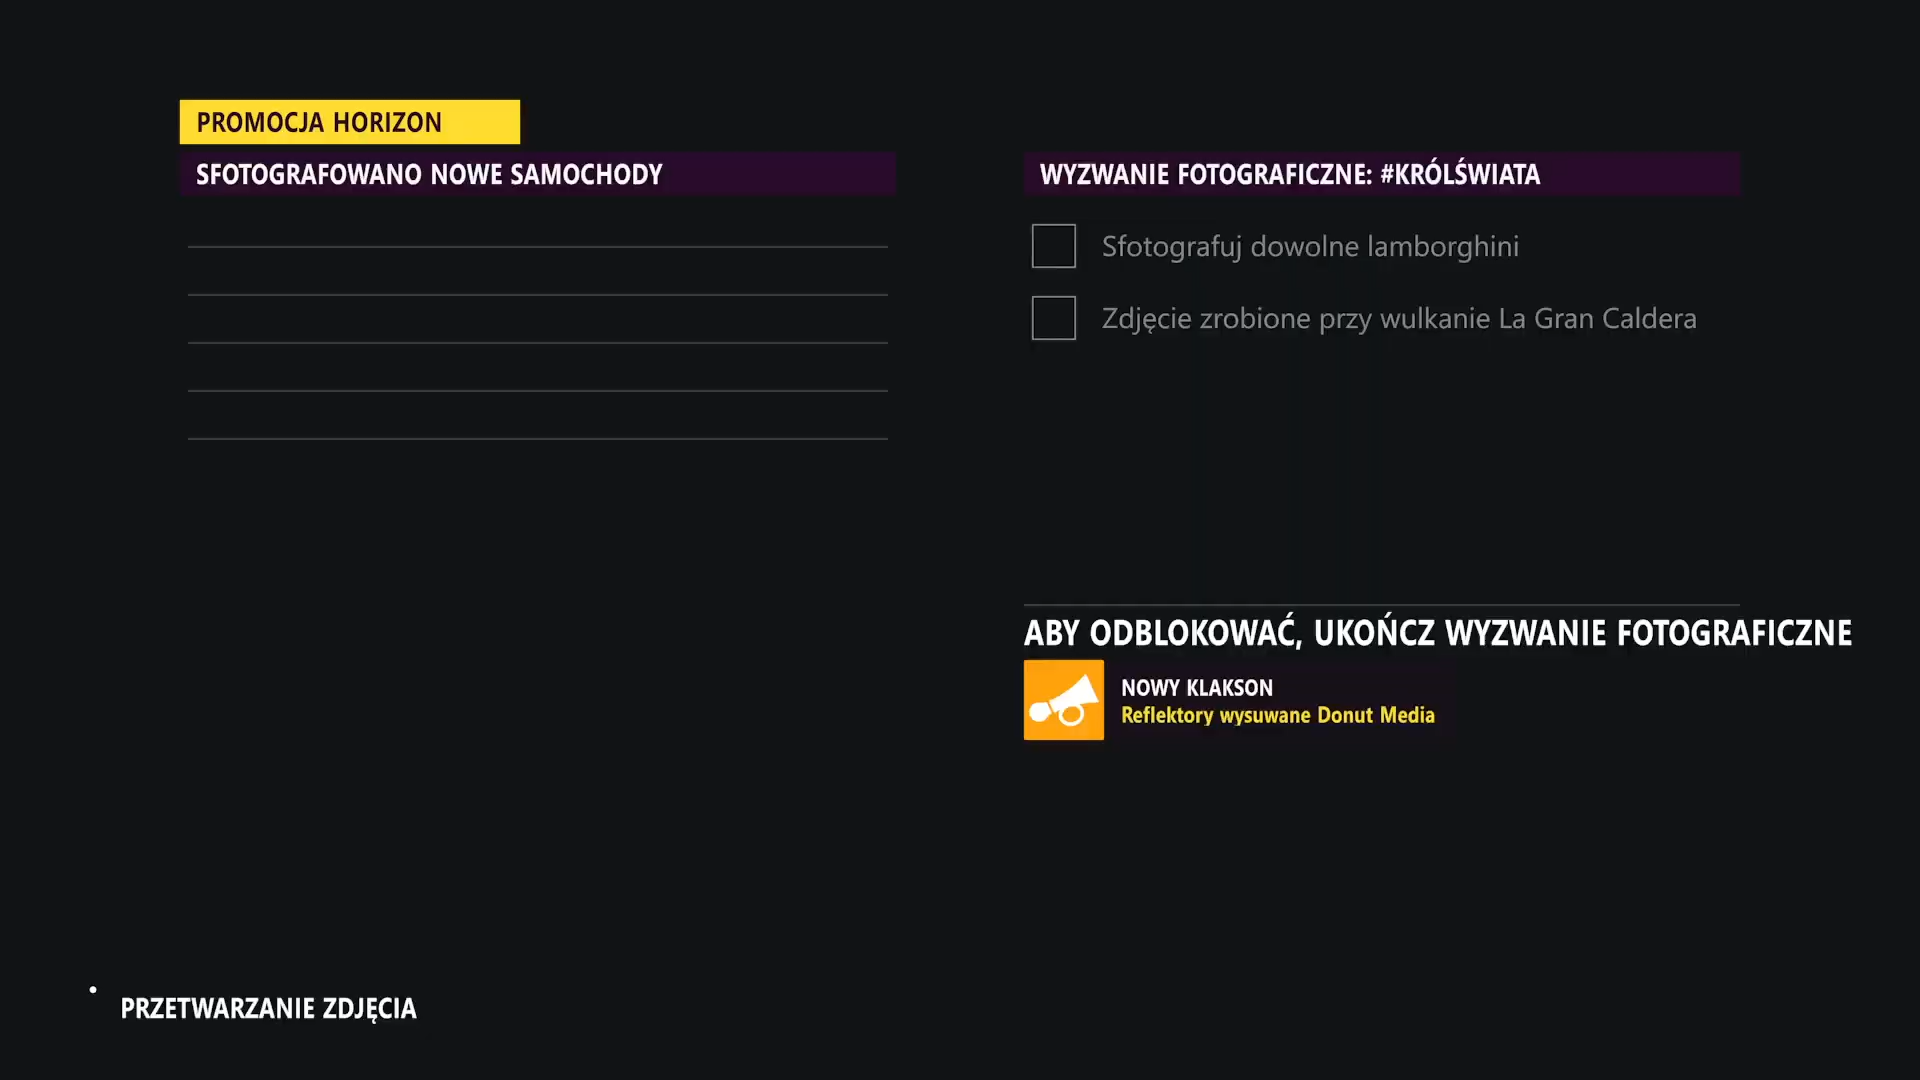 PROMOCJA HORIZON
SFOTOGRAFOWANO NOWE SAMOCHODY
WYZWANIE FOTOGRAFICZNE: #KRÓLŚWIATA
Sfotografuj dowolne lamborghini
Zdjęcie zrobione przy wulkanie La Gran Caldera
ABY ODBLOKOWAĆ, UKOŃCZ WYZWANIE FOTOGRAFICZNE
NOWY KLAKSON
Reflektory wysuwane Donut Media
PRZETWARZANIE ZDJĘCIA